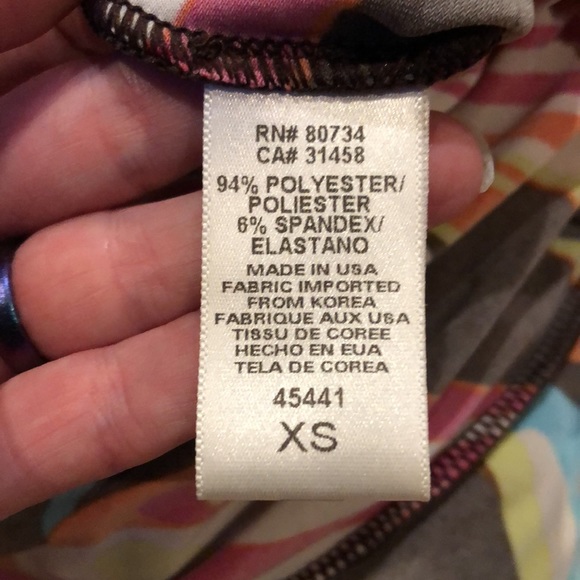 RN# 80734
CA# 31458
94% POLYESTER/
POLIESTER
6% SPANDEX/
ELASTANO
MADE IN USA
FABRIC IMPORTED
FROM KOREA
FABRIQUE AUX USA
TISSU DE COREE
HECHO EN EUA
TELA DE COREA
45441
XS